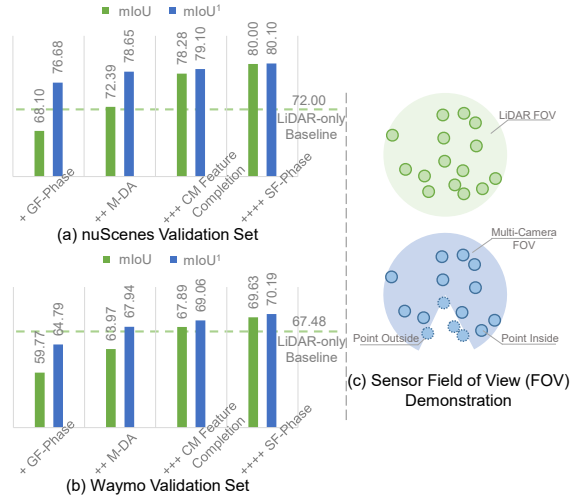 mIoU mIoU¹
68.10
76.68
72.39
78.65
78.28
79.10
80.00
80.10
72.00
LiDAR-only
Baseline
+ GF-Phase
++ M-DA
+++ CM Feature
Completion
++++ SF-Phase
(a) nuScenes Validation Set
mIoU mIoU¹
59.77
64.79
63.97
67.94
67.89
69.06
69.63
70.19
67.48
LiDAR-only
Baseline
+ GF-Phase
++ M-DA
+++ CM Feature
Completion
++++ SF-Phase
(b) Waymo Validation Set
LiDAR FOV
Multi-Camera
FOV
Point Outside
Point Inside
(c) Sensor Field of View (FOV)
Demonstration